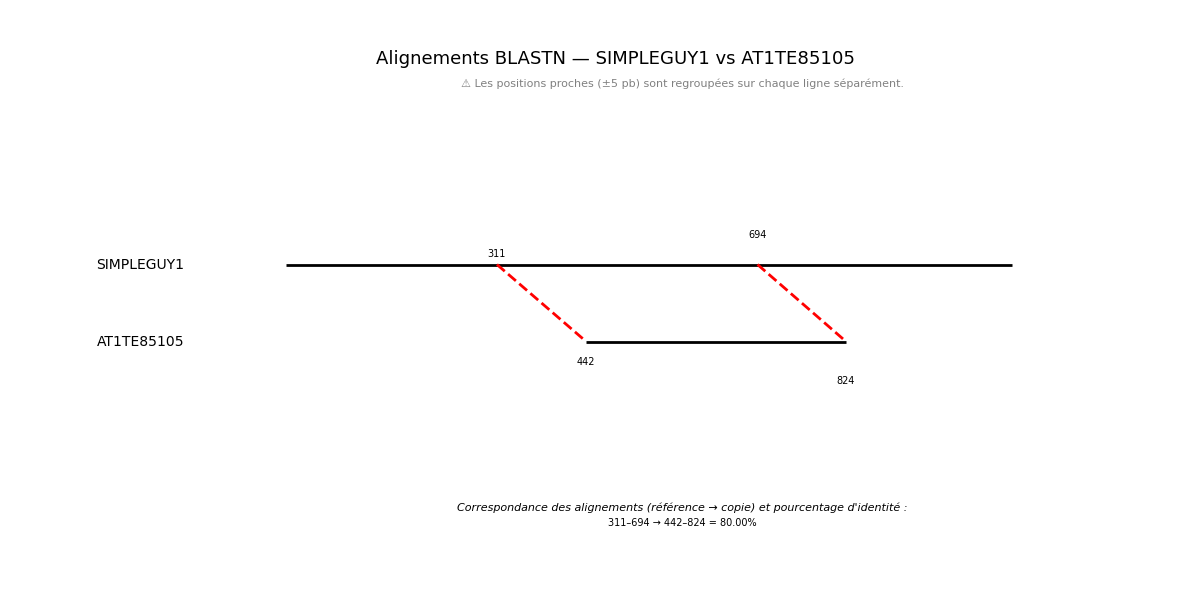 Alignements BLASTN — SIMPLEGUY1 vs AT1TE85105
⚠ Les positions proches (±5 pb) sont regroupées sur chaque ligne séparément.
694
311
SIMPLEGUY1
AT1TE85105
442
824
Correspondance des alignements (référence → copie) et pourcentage d'identité :
311–694 → 442–824 = 80.00%